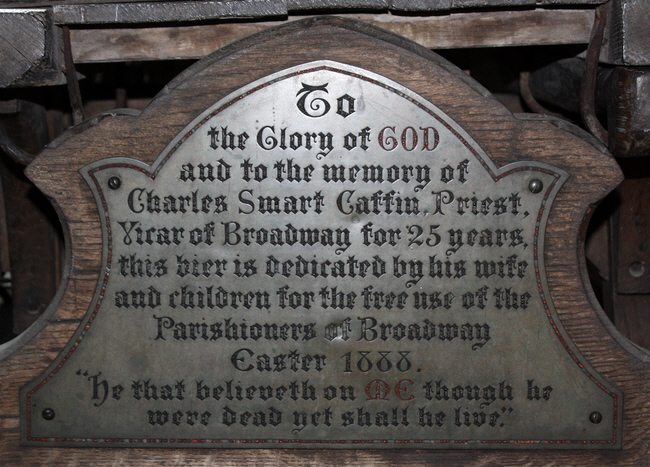 To
the Glory of GOD
and to the memory of
Charles Smart Caffin, Priest,
Vicar of Broadway for 25 years,
this bier is dedicated by his wife
and children for the free use of the
Parishioners of Broadway
Easter 1888.
"He that believeth on ME though he
were dead yet shall he live."